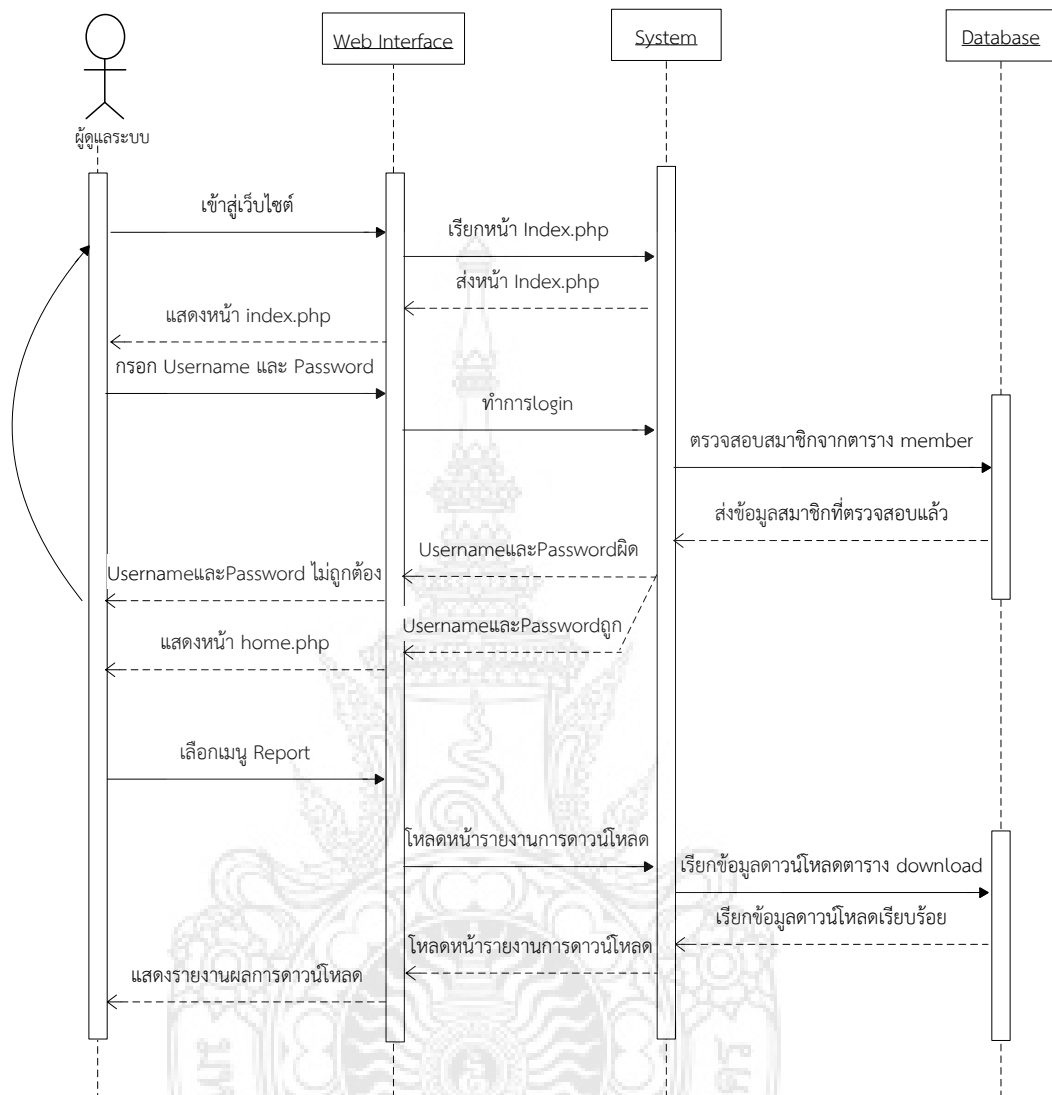 Web Interface
System
Database
ผู้ดูแลระบบ
เข้าสู่เว็บไซต์
เรียกหน้า Index.php
ส่งหน้า Index.php
แสดงหน้า index.php
กรอก Username และ Password
ทำการlogin
ตรวจสอบสมาชิกจากตาราง member
ส่งข้อมูลสมาชิกที่ตรวจสอบแล้ว
UsernameและPasswordผิด
UsernameและPassword ไม่ถูกต้อง
UsernameและPasswordถูก
แสดงหน้า home.php
เลือกเมนู Report
โหลดหน้ารายงานการดาวน์โหลด
เรียกข้อมูลดาวน์โหลดตาราง download
เรียกข้อมูลดาวน์โหลดเรียบร้อย
โหลดหน้ารายงานการดาวน์โหลด
แสดงรายงานผลการดาวน์โหลด